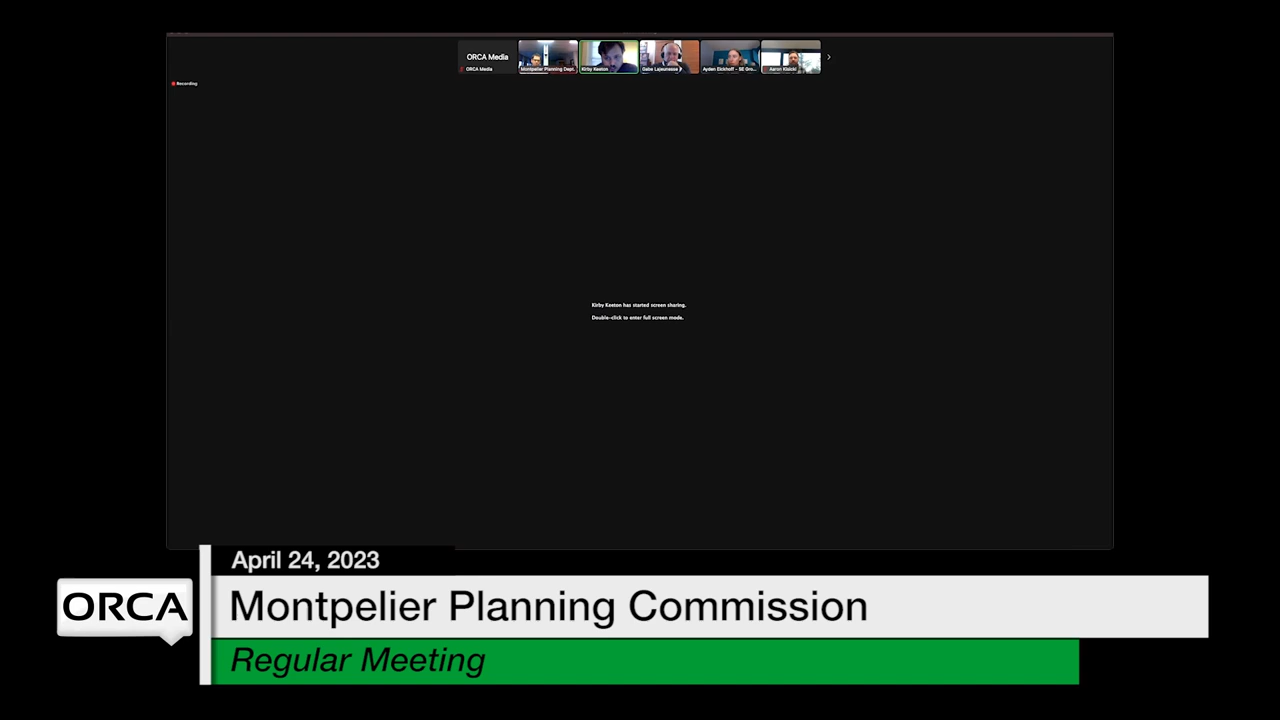 ORCA Media
ORCA Media
Montpelier Planning Dept.
Kirby Keeton
Gabe Lajeunesse
Ayden Eickhoff - SE Gro...
Aaron Kisicki
Recording
Kirby Keeton has started screen sharing.
Double-click to enter full screen mode.
April 24, 2023
ORCA
Montpelier Planning Commission
Regular Meeting